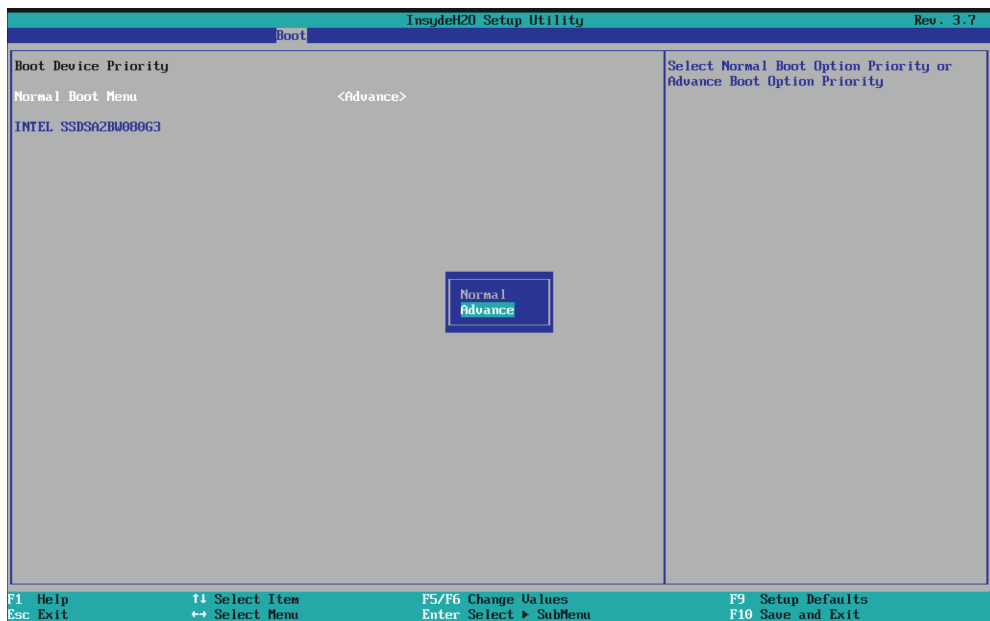 InsydeH2O Setup Utility Rev. 3.7
Boot
Boot Device Priority
Normal Boot Menu <Advance>
INTEL SSDSA2BW080G3
Select Normal Boot Option Priority or
Advance Boot Option Priority
Normal
Advance
F1 Help ↑↓ Select Item F5/F6 Change Values F9 Setup Defaults
Esc Exit ↔ Select Menu Enter Select ► SubMenu F10 Save and Exit